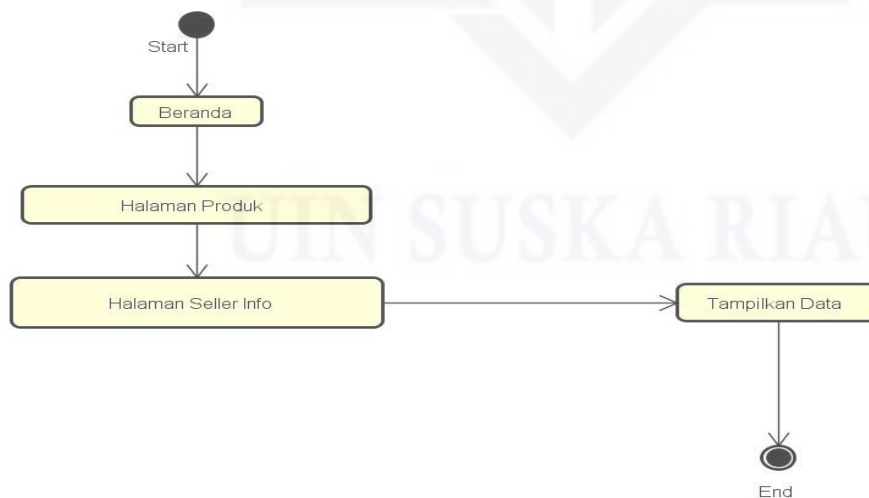 Start
Beranda
Halaman Produk
UIN SUSKA RIAU
Halaman Seller Info
Tampilkan Data
End